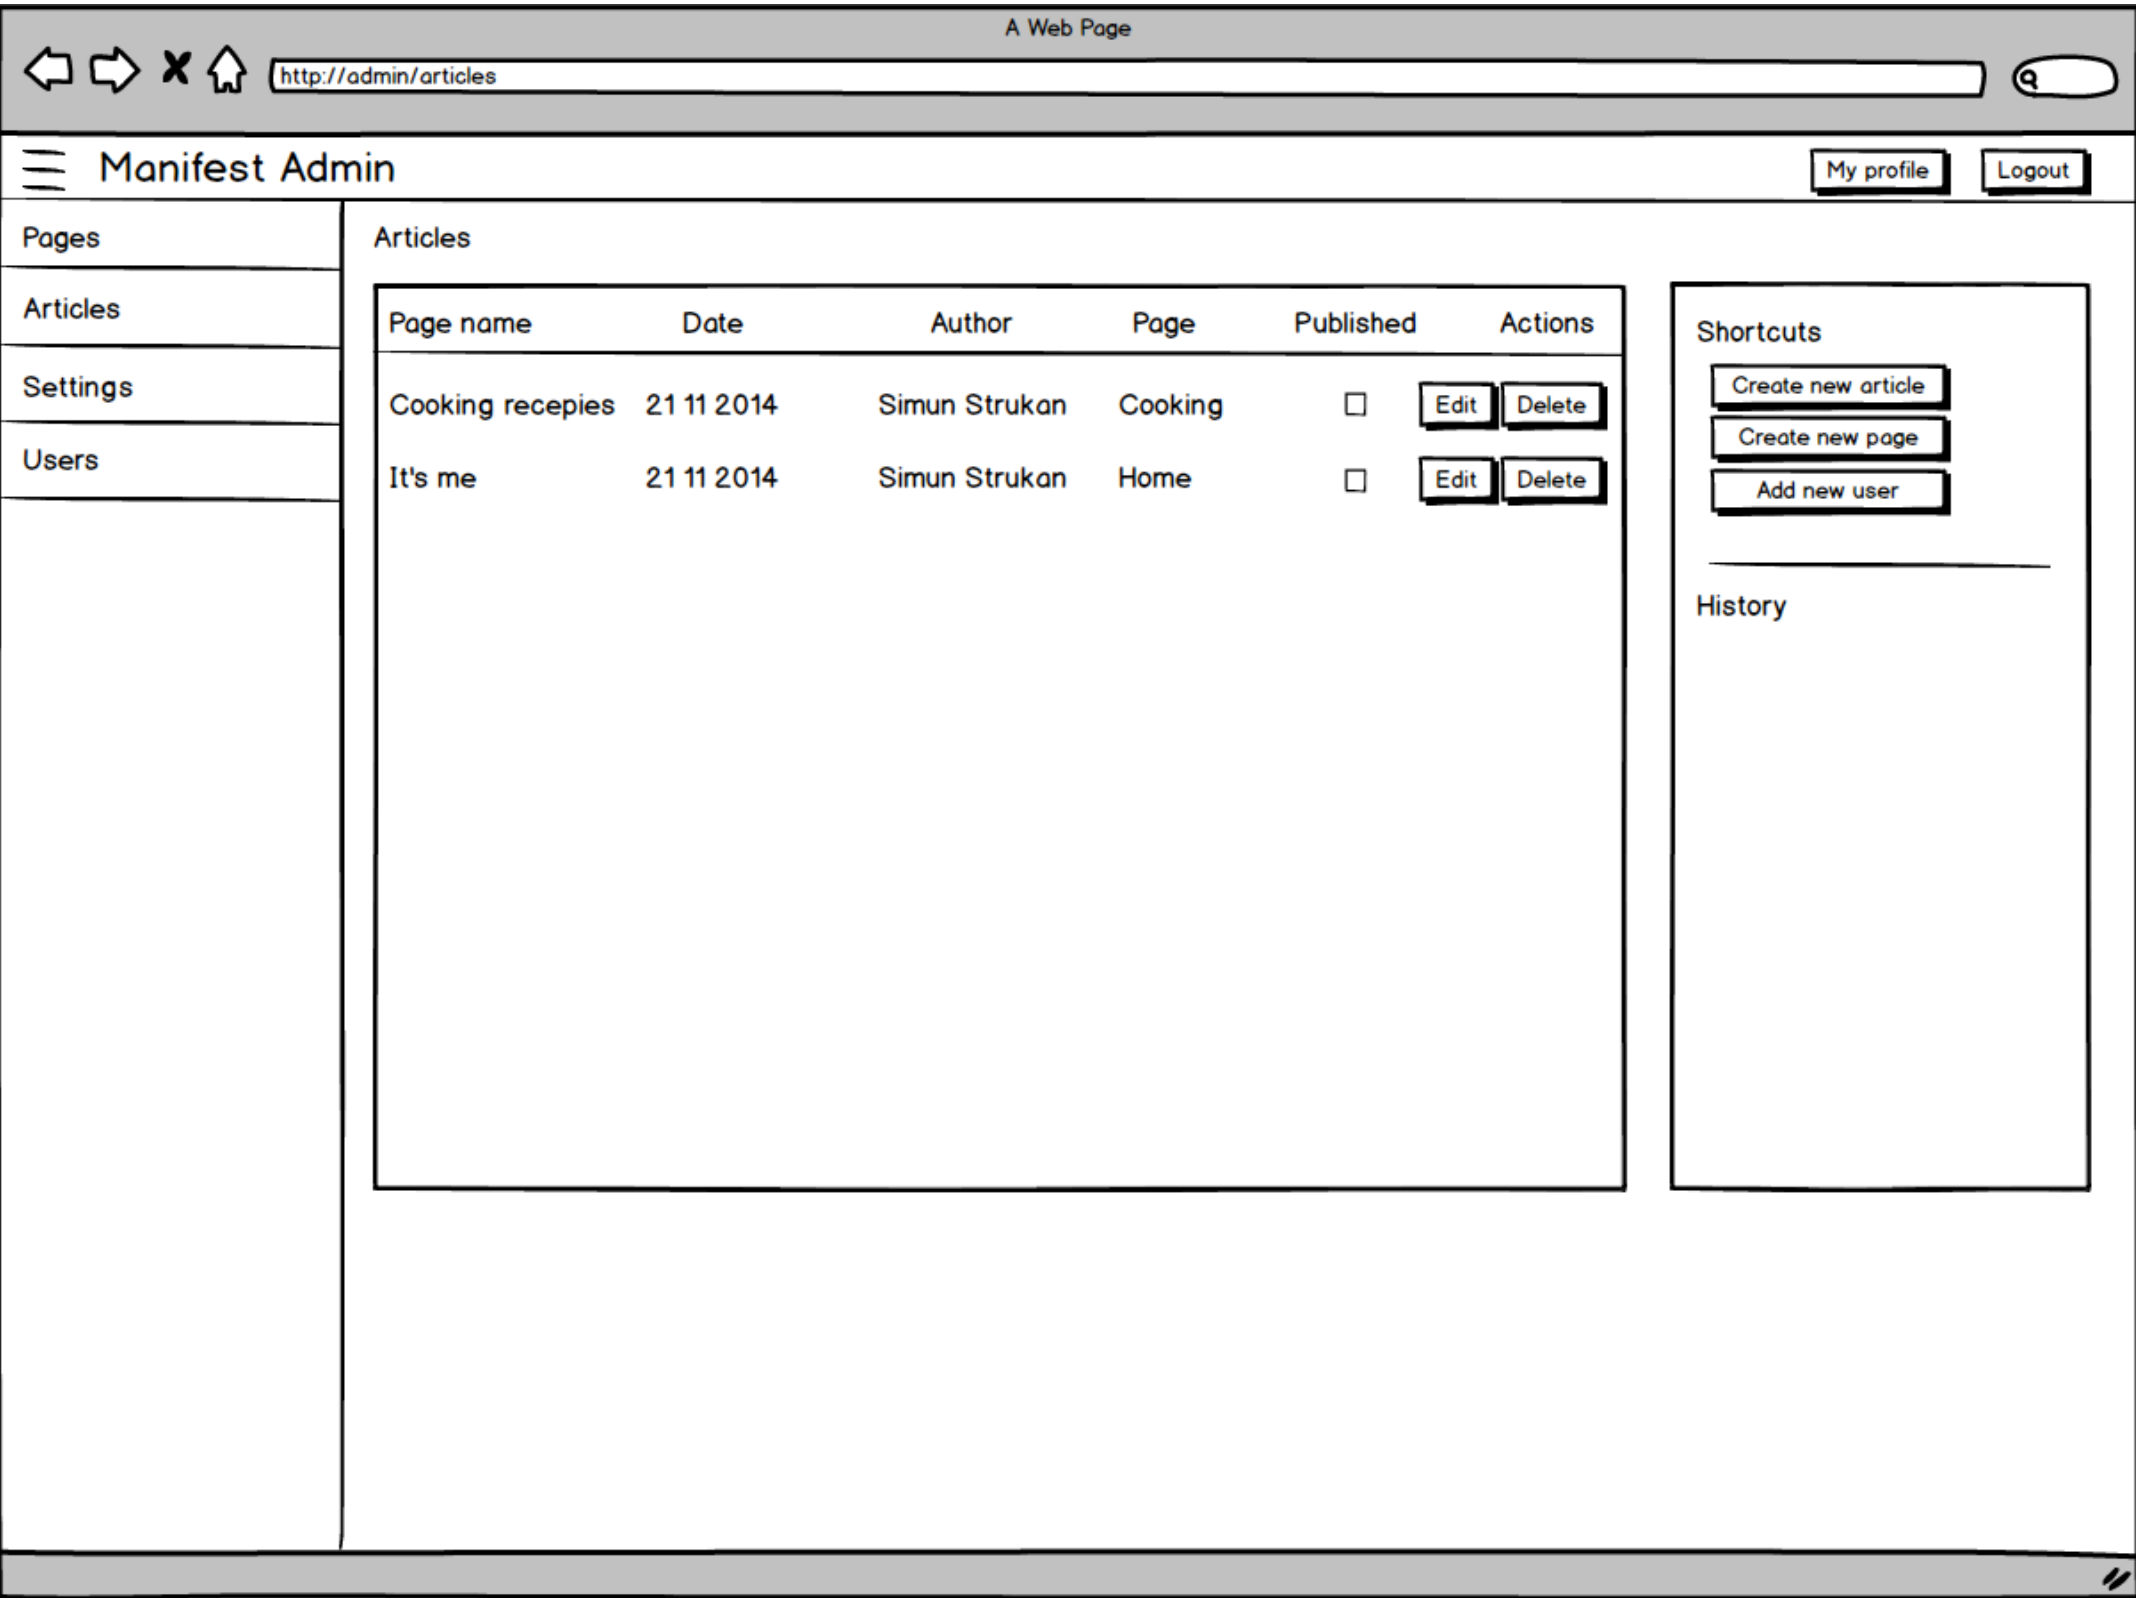 A Web Page
http://admin/articles
Manifest Admin
My profile
Logout
Pages
Articles
Settings
Users
Articles
Page name Date Author Page Published Actions
Cooking recepies 21 11 2014 Simun Strukan Cooking Edit Delete
It's me 21 11 2014 Simun Strukan Home Edit Delete
Shortcuts
Create new article
Create new page
Add new user
History